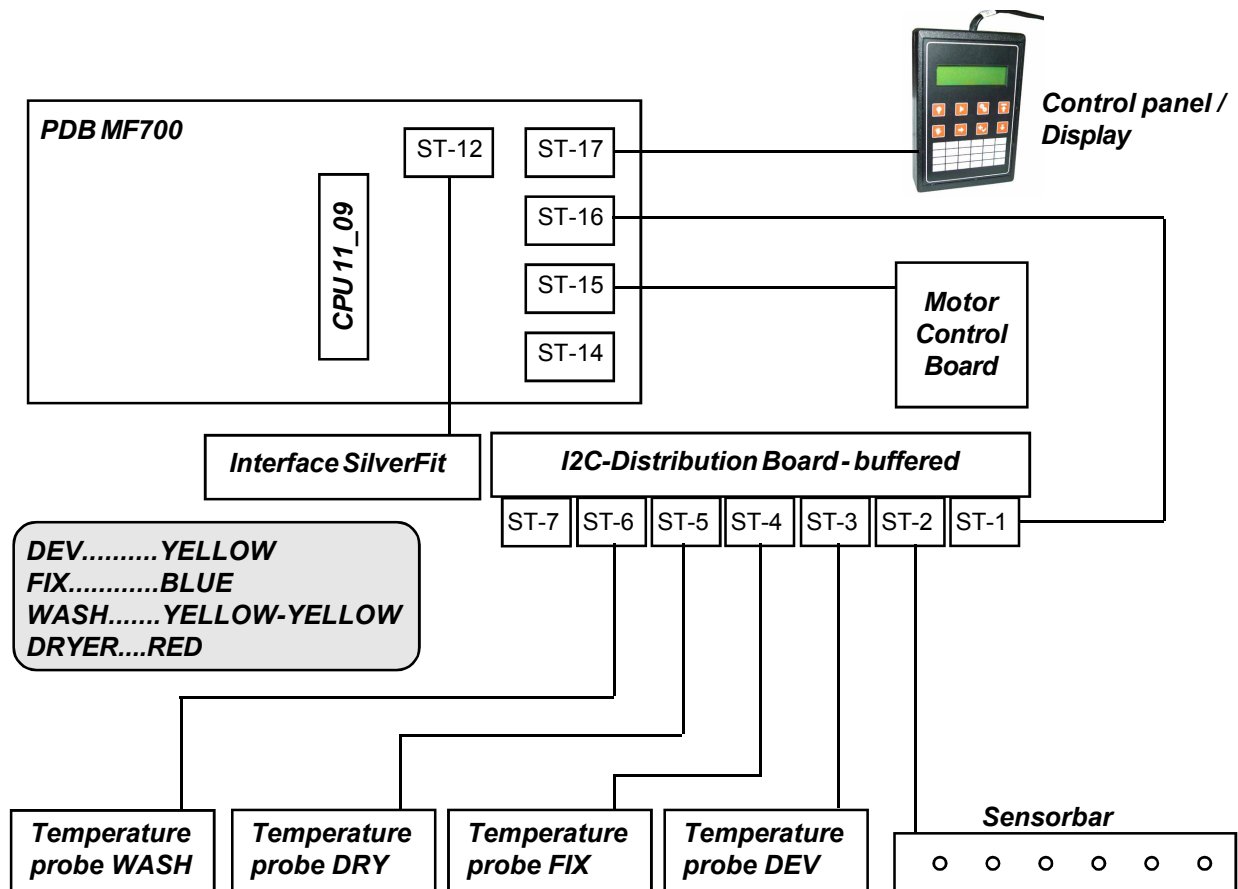 Control panel /
Display
PDB MF700
ST-12
ST-17
ST-16
CPU 11_09
ST-15
ST-14
Motor
Control
Board
Interface SilverFit
I2C-Distribution Board - buffered
ST-7
ST-6
ST-5
ST-4
ST-3
ST-2
ST-1
DEV..........YELLOW
FIX............BLUE
WASH.......YELLOW-YELLOW
DRYER....RED
Temperature
probe WASH
Temperature
probe DRY
Temperature
probe FIX
Temperature
probe DEV
Sensorbar